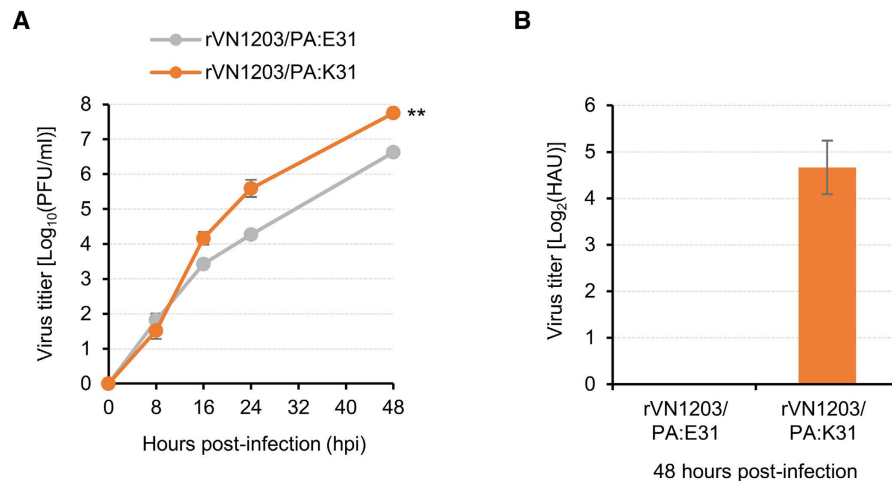 A
rVN1203/PA:E31
rVN1203/PA:K31
Virus titier [Log10(PFU/ml)]
8
7
6
5
4
3
2
1
0
**
0 8 16 24 32 40 48
Hours post-infection (hpi)
B
Virus titer [Log2(HAU)]
6
5
4
3
2
1
0
rVN1203/ rVN1203/
PA:E31 PA:K31
48 hours post-infection